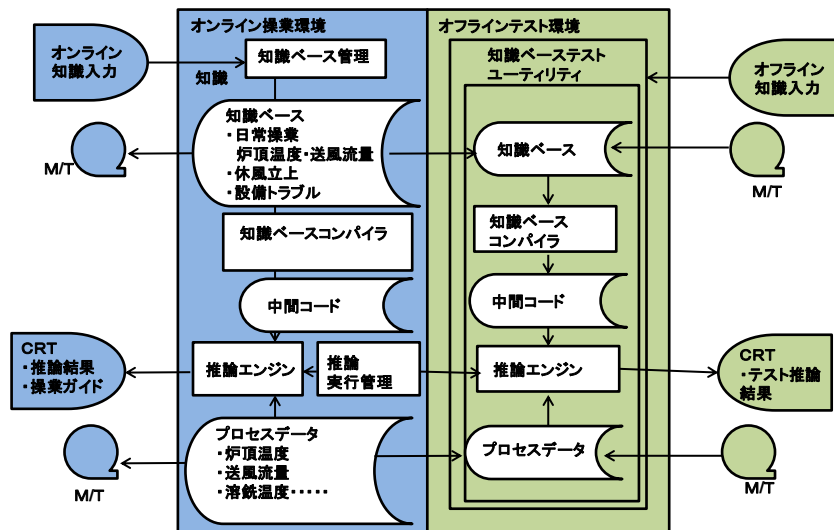 オンライン操業環境
オフラインテスト環境
オンライン
知識入力
知識ベース管理
知識
知識ベーステスト
ユーティリティ
オフライン
知識入力
知識ベース
・日常操業
炉頂温度・送風流量
・休風立上
・設備トラブル
M/T
知識ベース
M/T
知識ベースコンパイラ
知識ベース
コンパイラ
中間コード
中間コード
CRT
・推論結果
・操業ガイド
推論エンジン
推論
実行管理
推論エンジン
CRT
・テスト推論
結果
プロセスデータ
・炉頂温度
・送風流量
・溶銑温度・・・・・
M/T
プロセスデータ
M/T